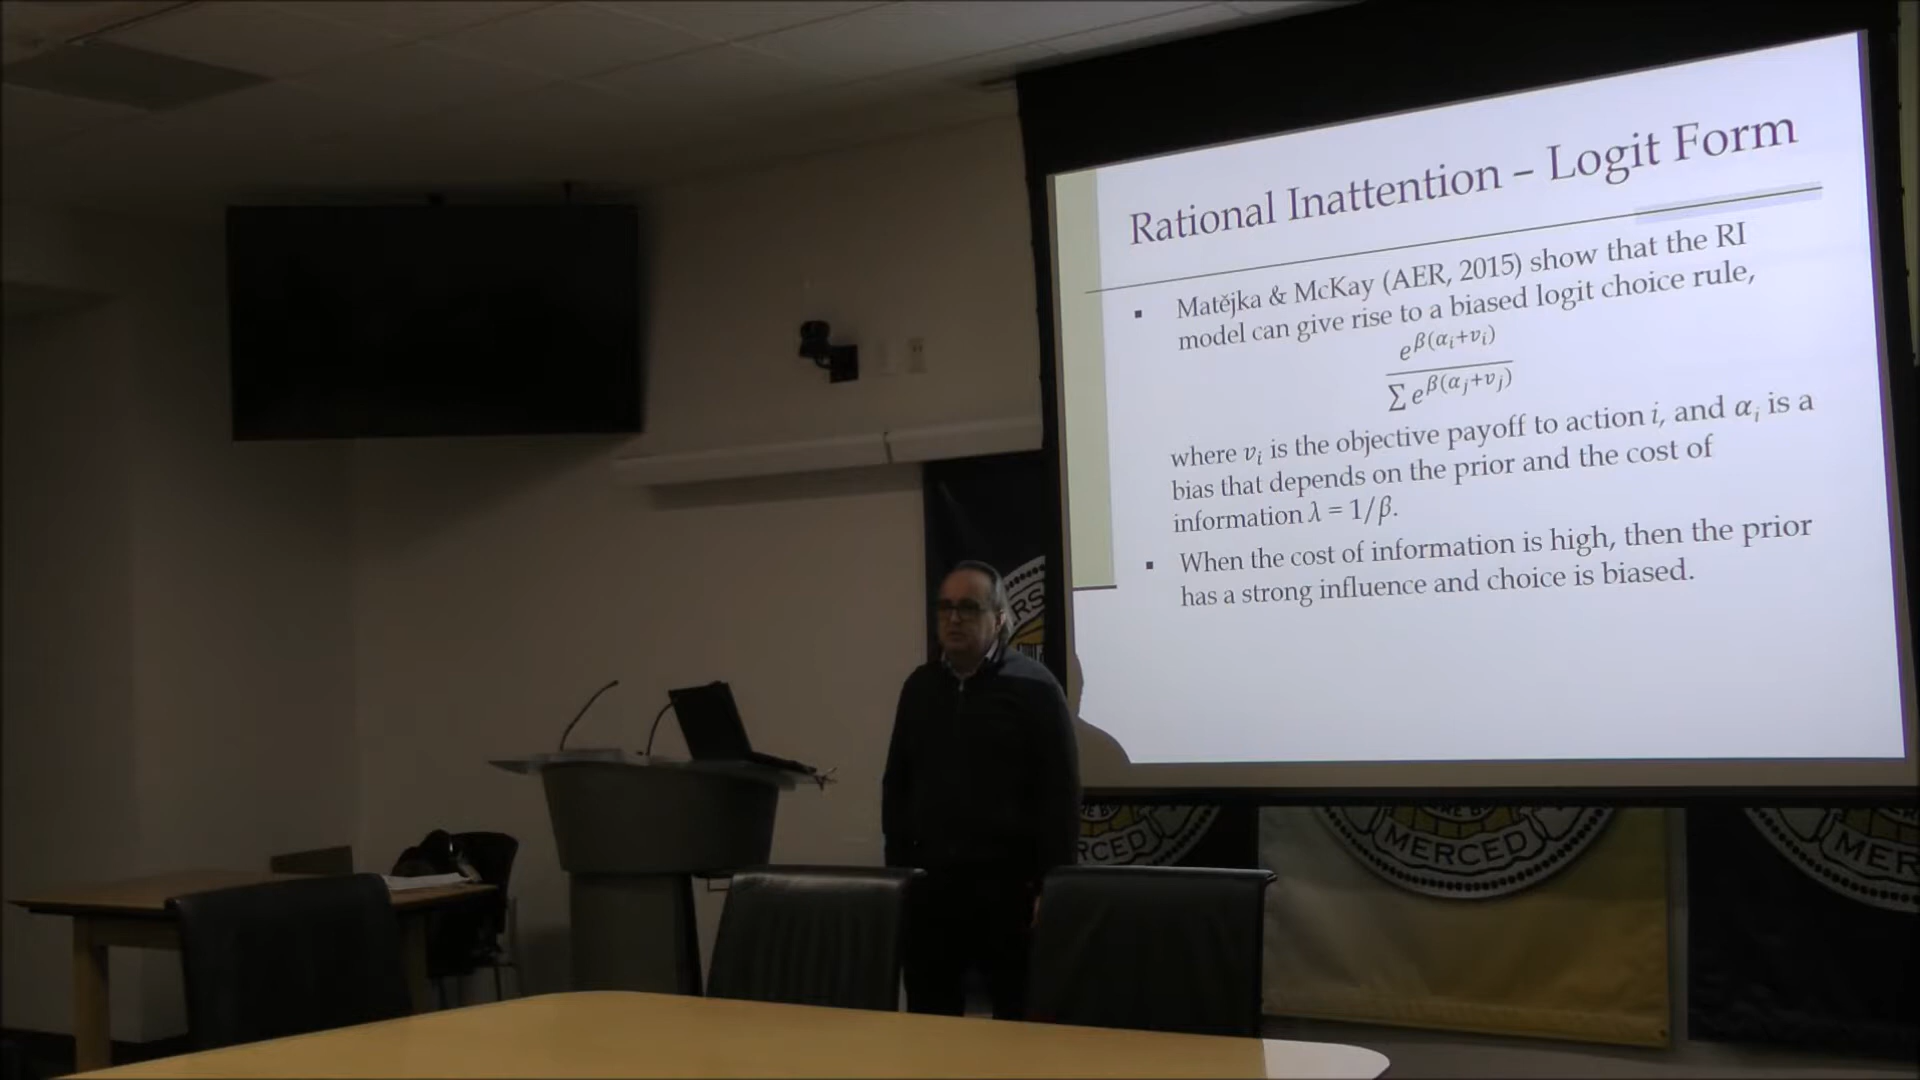 Rational Inattention – Logit Form
▪ Matějka & McKay (AER, 2015) show that the RI
model can give rise to a biased logit choice rule,
e^β(α_i+v_i)
∑ e^β(α_j+v_j)
where v_i is the objective payoff to action i, and α_i is a
bias that depends on the prior and the cost of
information λ = 1/β.
▪ When the cost of information is high, then the prior
has a strong influence and choice is biased.
RS
RCED
MERCED
MER